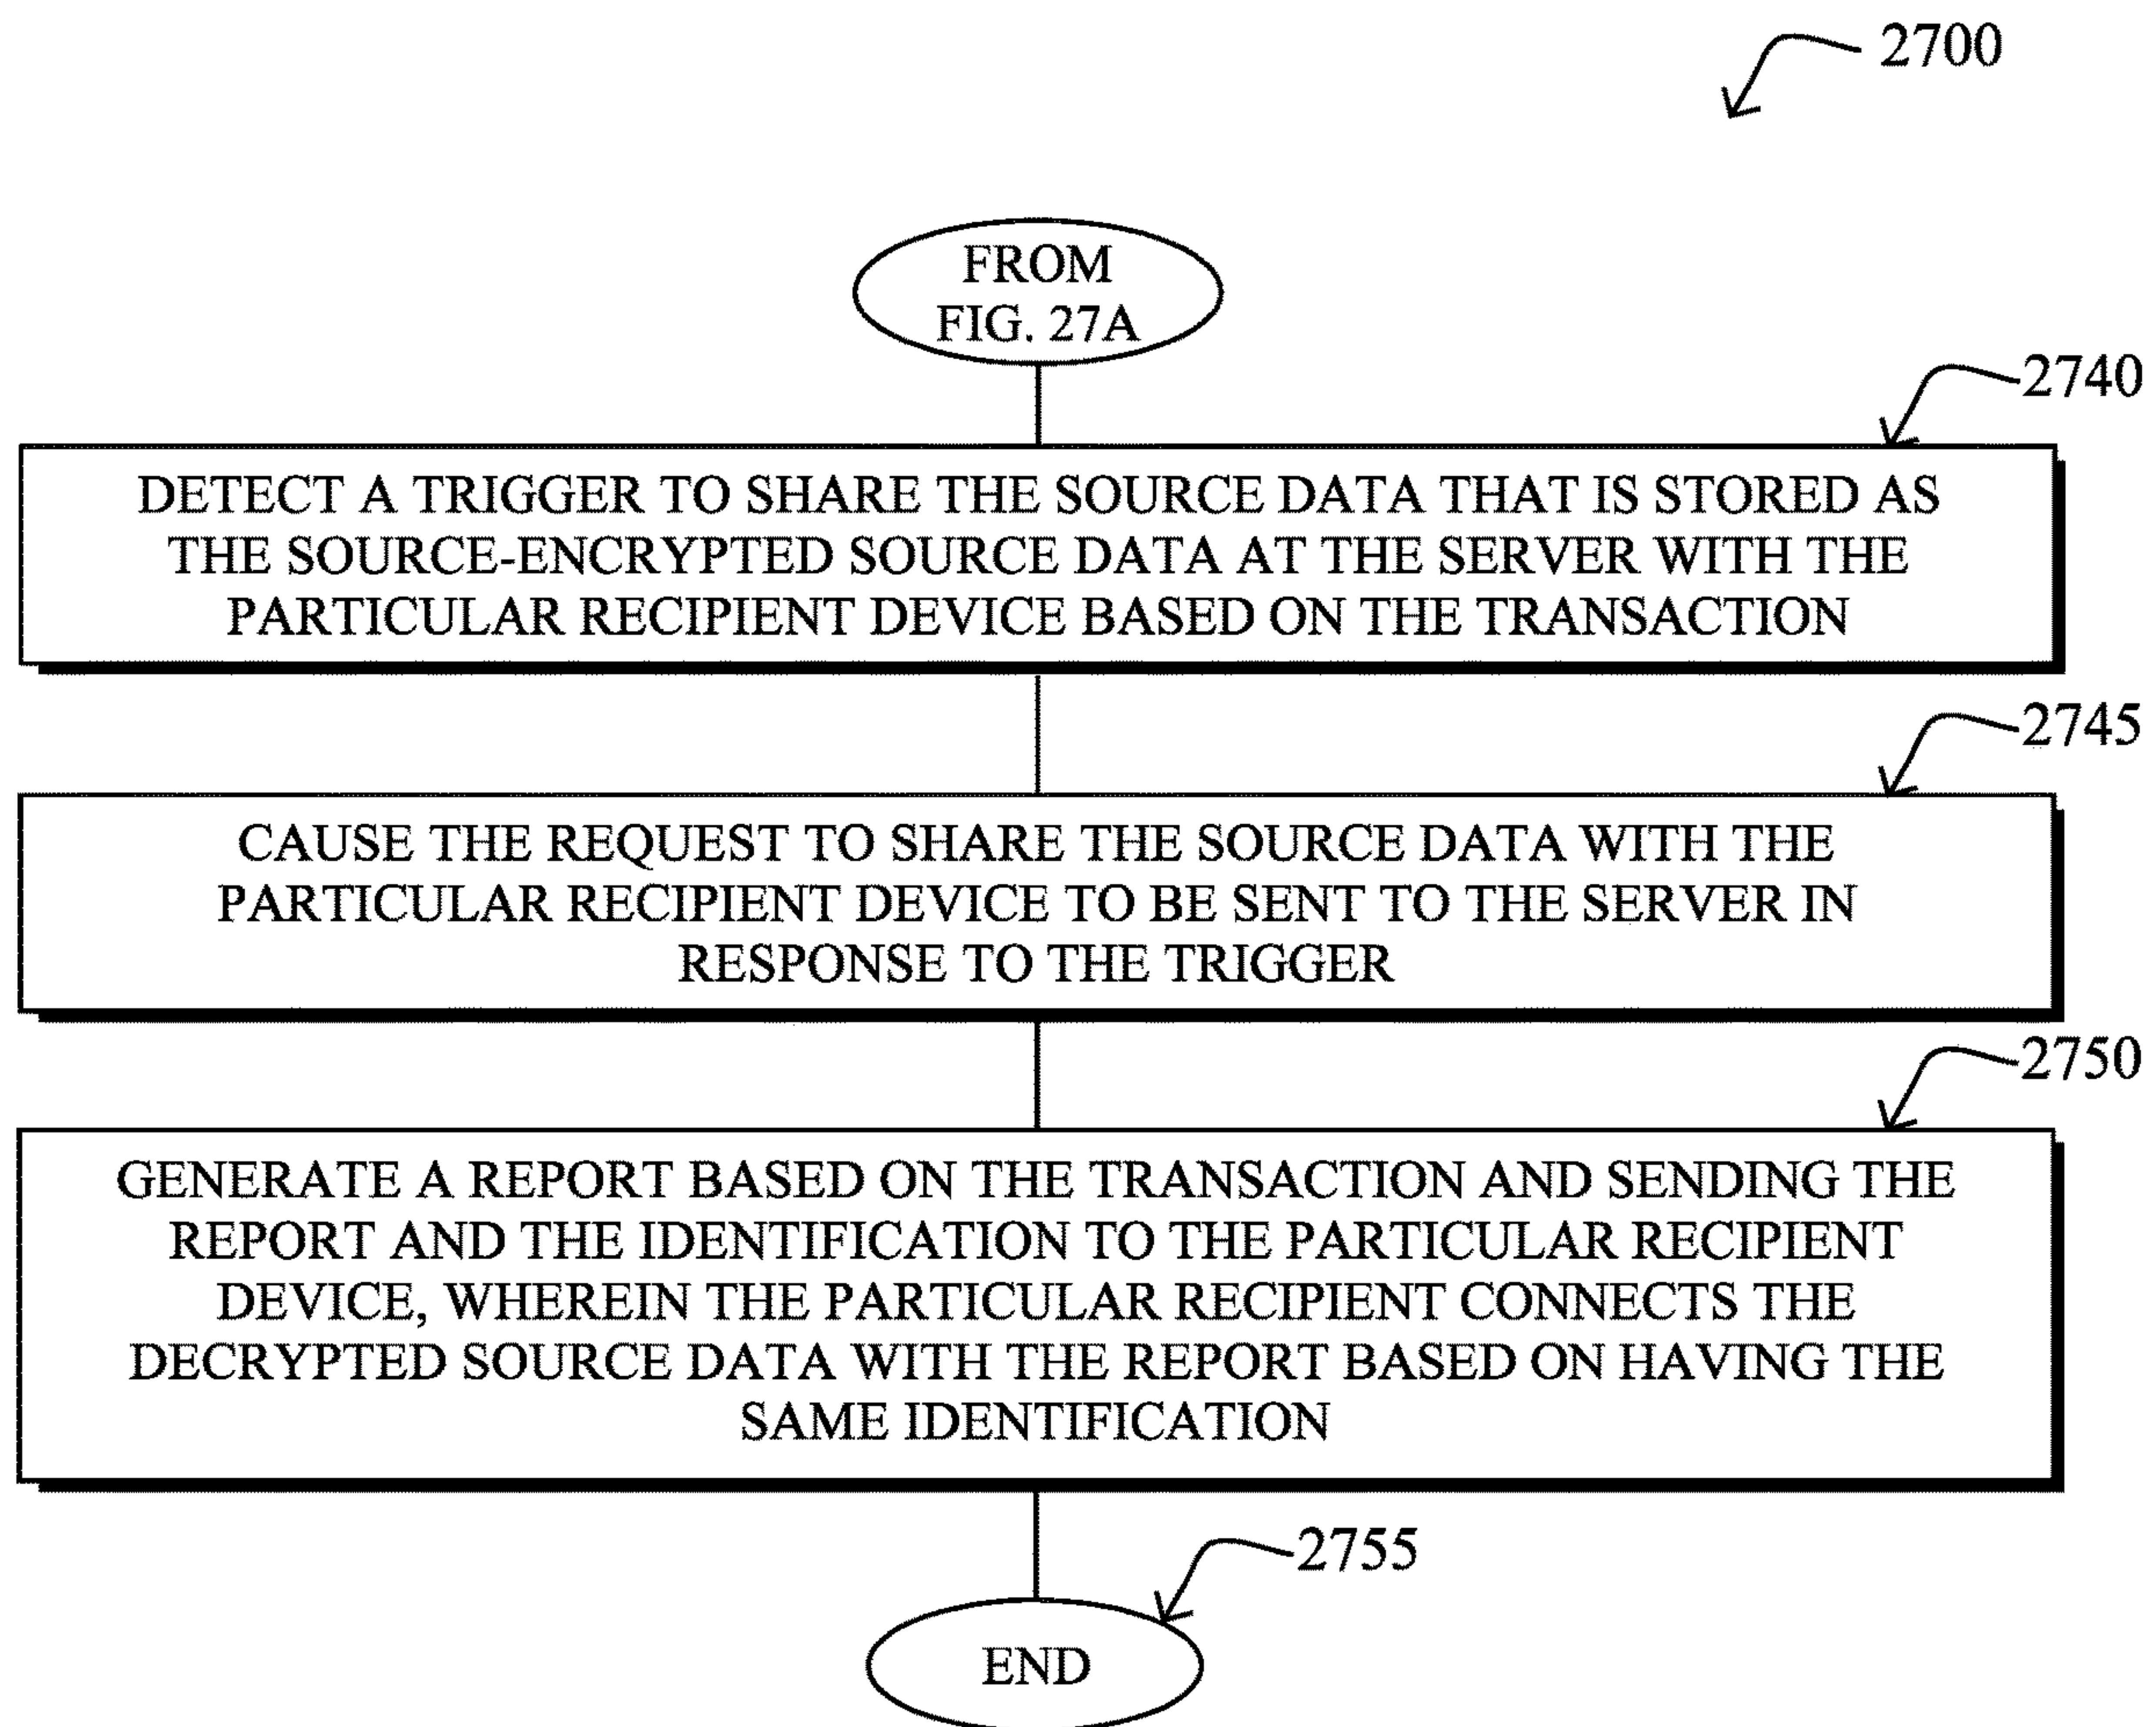 2700
FROM
FIG. 27A
2740
DETECT A TRIGGER TO SHARE THE SOURCE DATA THAT IS STORED AS
THE SOURCE-ENCRYPTED SOURCE DATA AT THE SERVER WITH THE
PARTICULAR RECIPIENT DEVICE BASED ON THE TRANSACTION
2745
CAUSE THE REQUEST TO SHARE THE SOURCE DATA WITH THE
PARTICULAR RECIPIENT DEVICE TO BE SENT TO THE SERVER IN
RESPONSE TO THE TRIGGER
2750
GENERATE A REPORT BASED ON THE TRANSACTION AND SENDING THE
REPORT AND THE IDENTIFICATION TO THE PARTICULAR RECIPIENT
DEVICE, WHEREIN THE PARTICULAR RECIPIENT CONNECTS THE
DECRYPTED SOURCE DATA WITH THE REPORT BASED ON HAVING THE
SAME IDENTIFICATION
2755
END